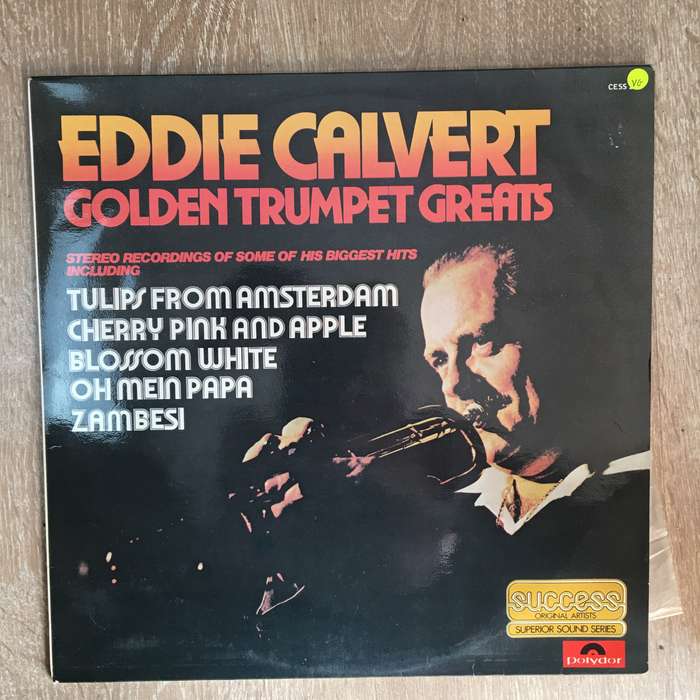 CESS
VG
EDDIE CALVERT
GOLDEN TRUMPET GREATS
STEREO RECORDINGS OF SOME OF HIS BIGGEST HITS
INCLUDING
TULIPS FROM AMSTERDAM
CHERRY PINK AND APPLE
BLOSSOM WHITE
OH MEIN PAPA
ZAMBESI
success
ORIGINAL ARTISTS
SUPERIOR SOUND SERIES
Polydor